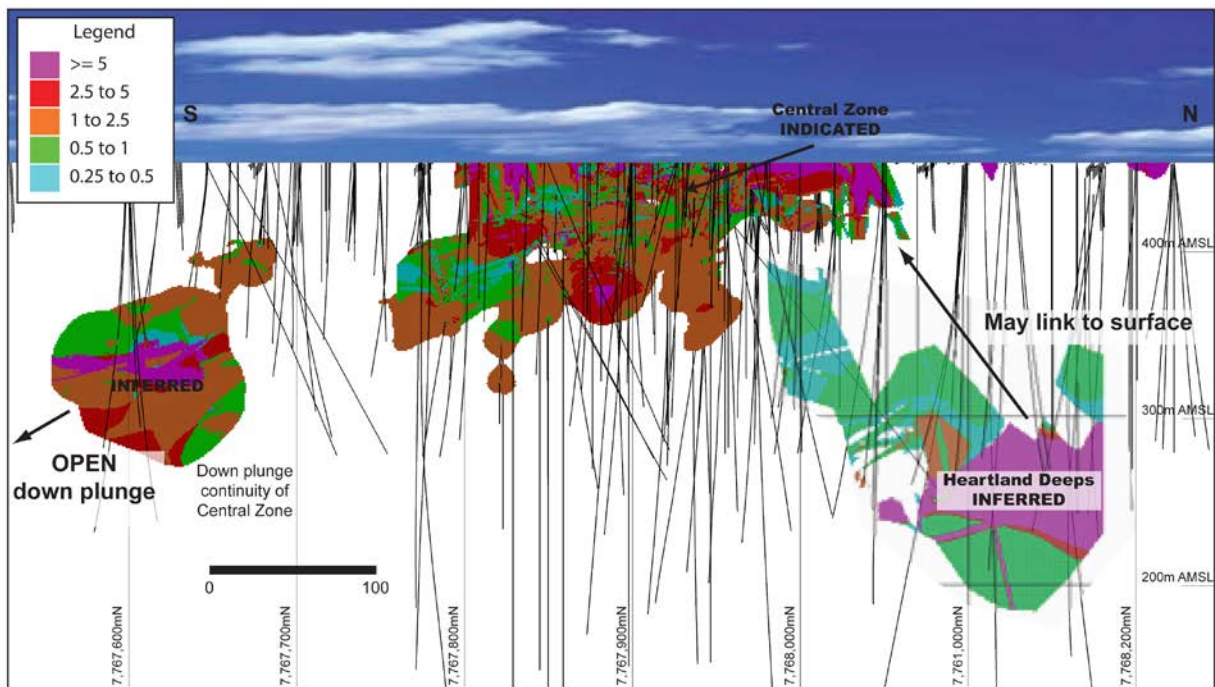 Legend
>= 5
2.5 to 5
1 to 2.5
0.5 to 1
0.25 to 0.5
S
Central Zone
INDICATED
N
400m AMSL
May link to surface
INFERRED
300m AMSL
OPEN
down plunge
Down plunge
continuity of
Central Zone
Heartland Deeps
INFERRED
0
100
200m AMSL
7,767,600mN
7,767,700mN
7,767,800mN
7,767,900mN
7,768,000mN
7,761,000mN
7,768,200mN